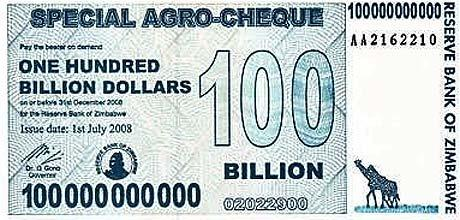 SPECIAL AGRO-CHEQUE
100000000000
AA2162210
Pay the bearer on demand
ONE HUNDRED
BILLION DOLLARS
on or before 31st December 2008
for the Reserve Bank of Zimbabwe
Issue date: 1st July 2008
100
BILLION
RESERVE BANK OF ZIMBABWE
Dr. G Gono
Governor
100000000000
02022900
RESERVE BANK OF ZIMBABWE